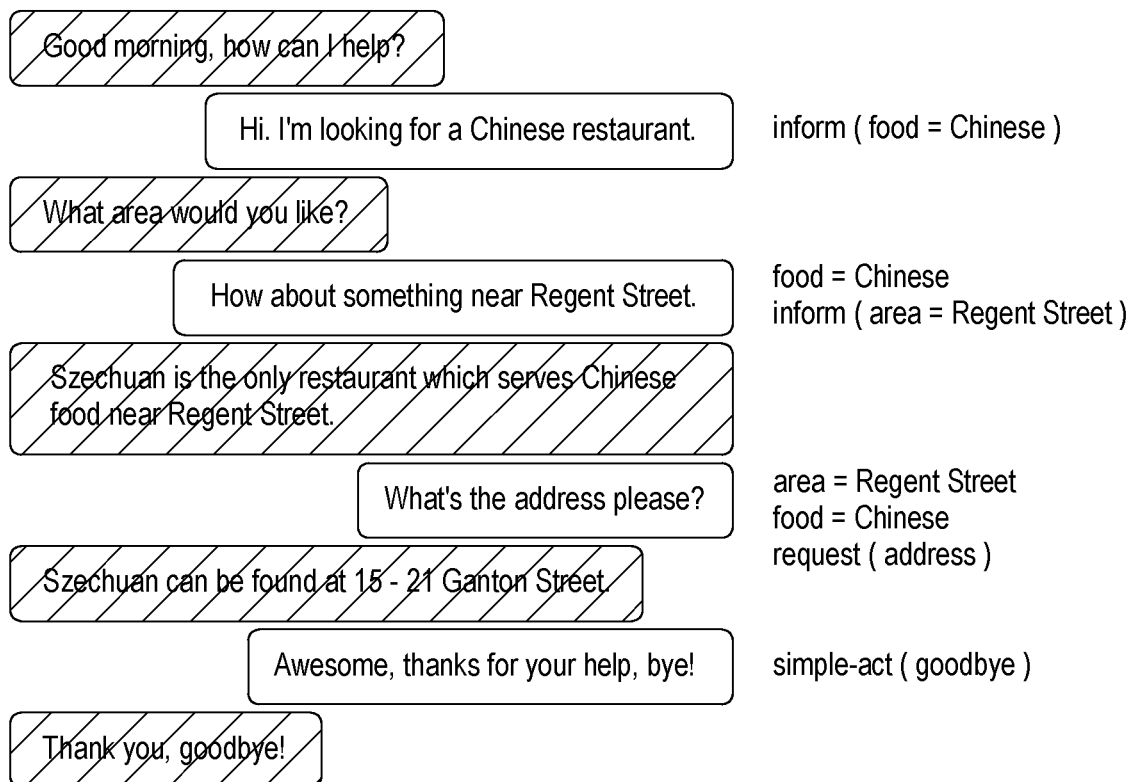 Good morning, how can I help?
Hi. I'm looking for a Chinese restaurant.
inform ( food = Chinese )
What area would you like?
How about something near Regent Street.
food = Chinese
inform ( area = Regent Street )
Szechuan is the only restaurant which serves Chinese
food near Regent Street.
What's the address please?
area = Regent Street
food = Chinese
request ( address )
Szechuan can be found at 15 - 21 Ganton Street.
Awesome, thanks for your help, bye!
simple-act ( goodbye )
Thank you, goodbye!